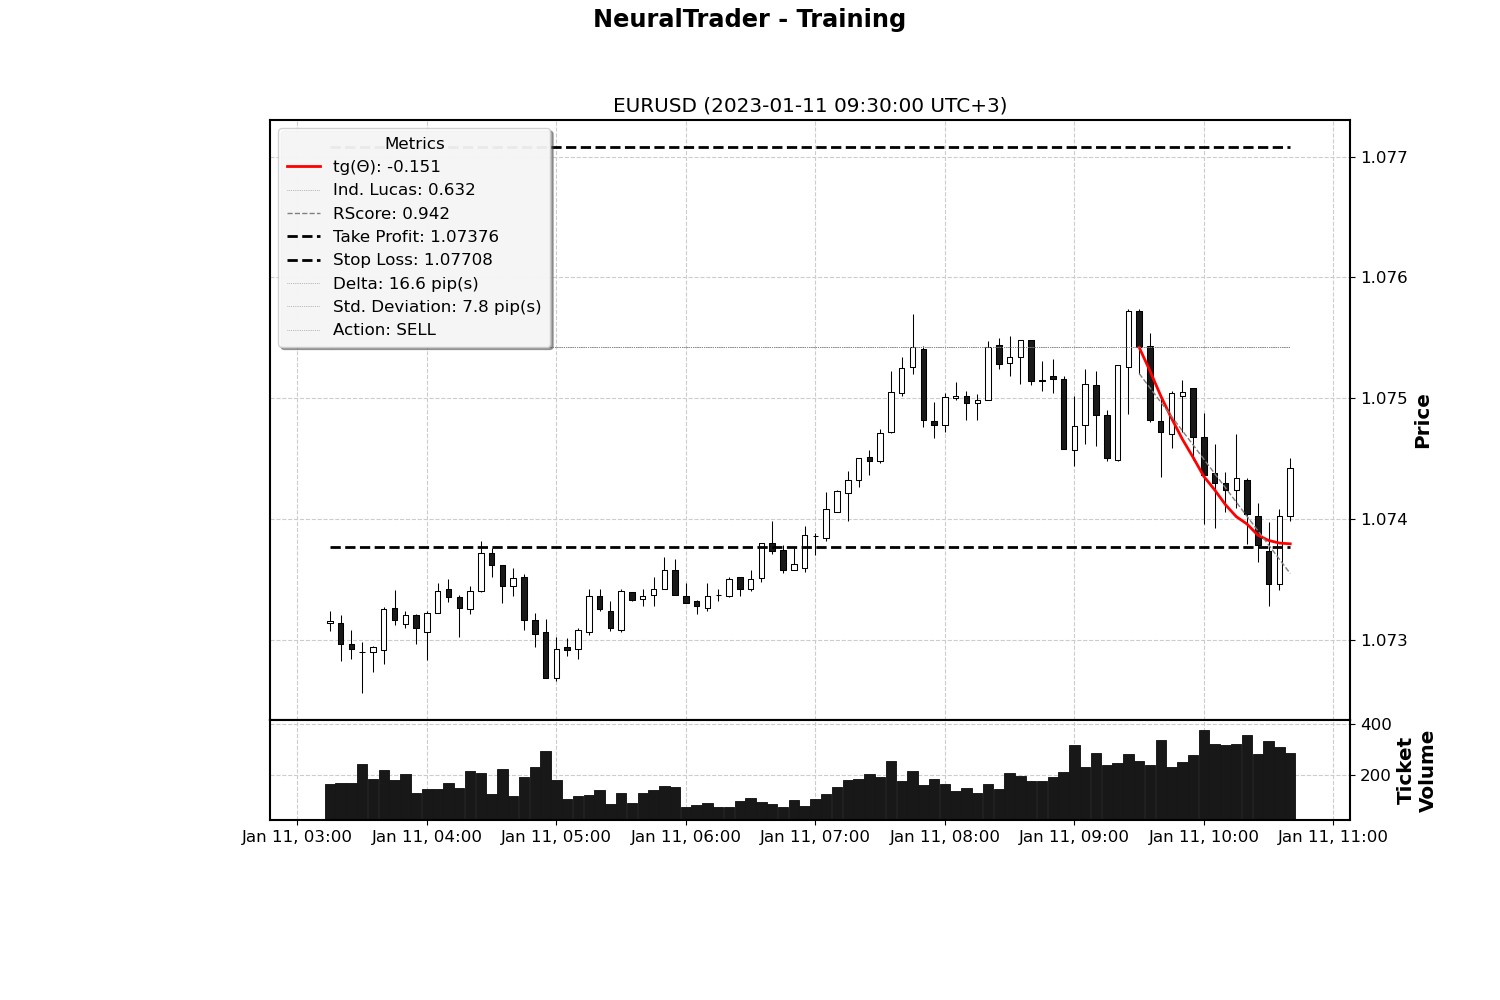 NeuralTrader - Training
EURUSD (2023-01-11 09:30:00 UTC+3)
Metrics
tg(Θ): -0.151
Ind. Lucas: 0.632
RScore: 0.942
Take Profit: 1.07376
Stop Loss: 1.07708
Delta: 16.6 pip(s)
Std. Deviation: 7.8 pip(s)
Action: SELL
1.077
1.076
1.075
1.074
1.073
Price
400
200
Ticket
Volume
Jan 11, 03:00
Jan 11, 04:00
Jan 11, 05:00
Jan 11, 06:00
Jan 11, 07:00
Jan 11, 08:00
Jan 11, 09:00
Jan 11, 10:00
Jan 11, 11:00